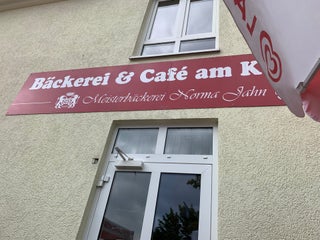 Bäckerei & Café am K
Meisterbäckerei Norma Jahn